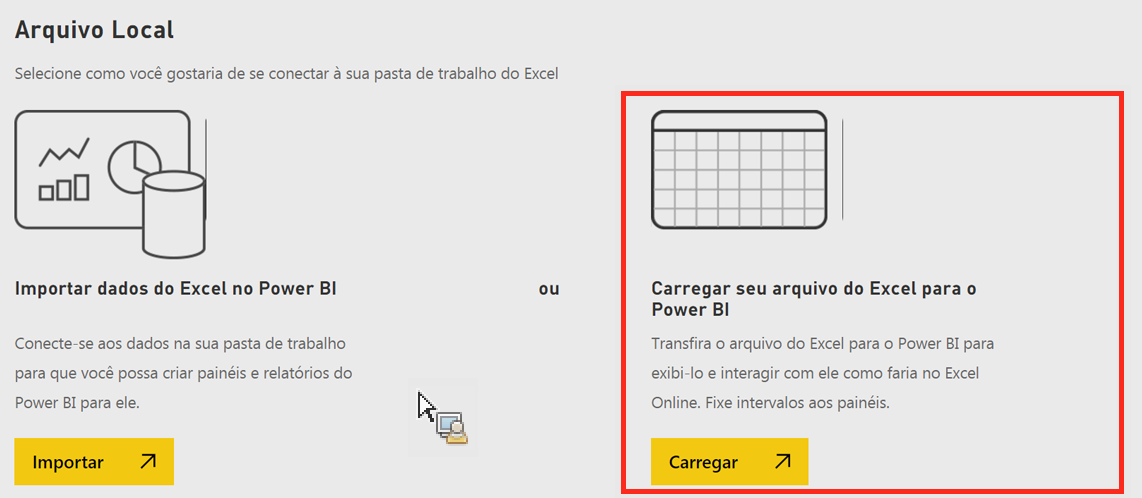 Arquivo Local
Selecione como você gostaria de se conectar à sua pasta de trabalho do Excel
Importar dados do Excel no Power BI
Conecte-se aos dados na sua pasta de trabalho
para que você possa criar painéis e relatórios do
Power BI para ele.
Importar
ou
Carregar seu arquivo do Excel para o
Power BI
Transfira o arquivo do Excel para o Power BI para
exibi-lo e interagir com ele como faria no Excel
Online. Fixe intervalos aos painéis.
Carregar